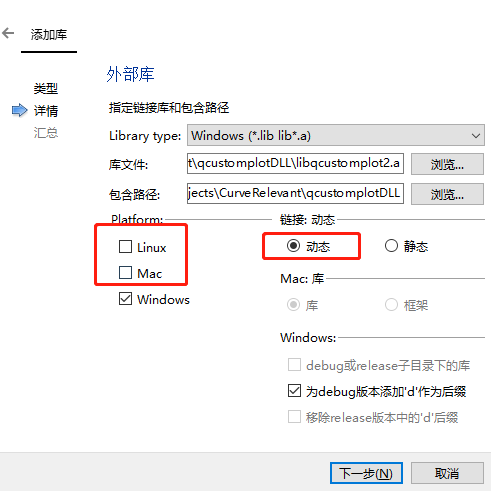 添加库
类型
详情
汇总
外部库
指定链接库和包含路径
Library type: Windows (*.lib lib*.a)
库文件: t\qcustomplotDLL\libqcustomplot2.a 浏览...
包含路径: jects\CurveRelevant\qcustomplotDLL 浏览...
Platform:
Linux
Mac
Windows
链接: 动态
动态 静态
Mac: 库
库 框架
Windows:
debug或release子目录下的库
为debug版本添加'd'作为后缀
移除release版本中的'd'后缀
下一步(N) 取消